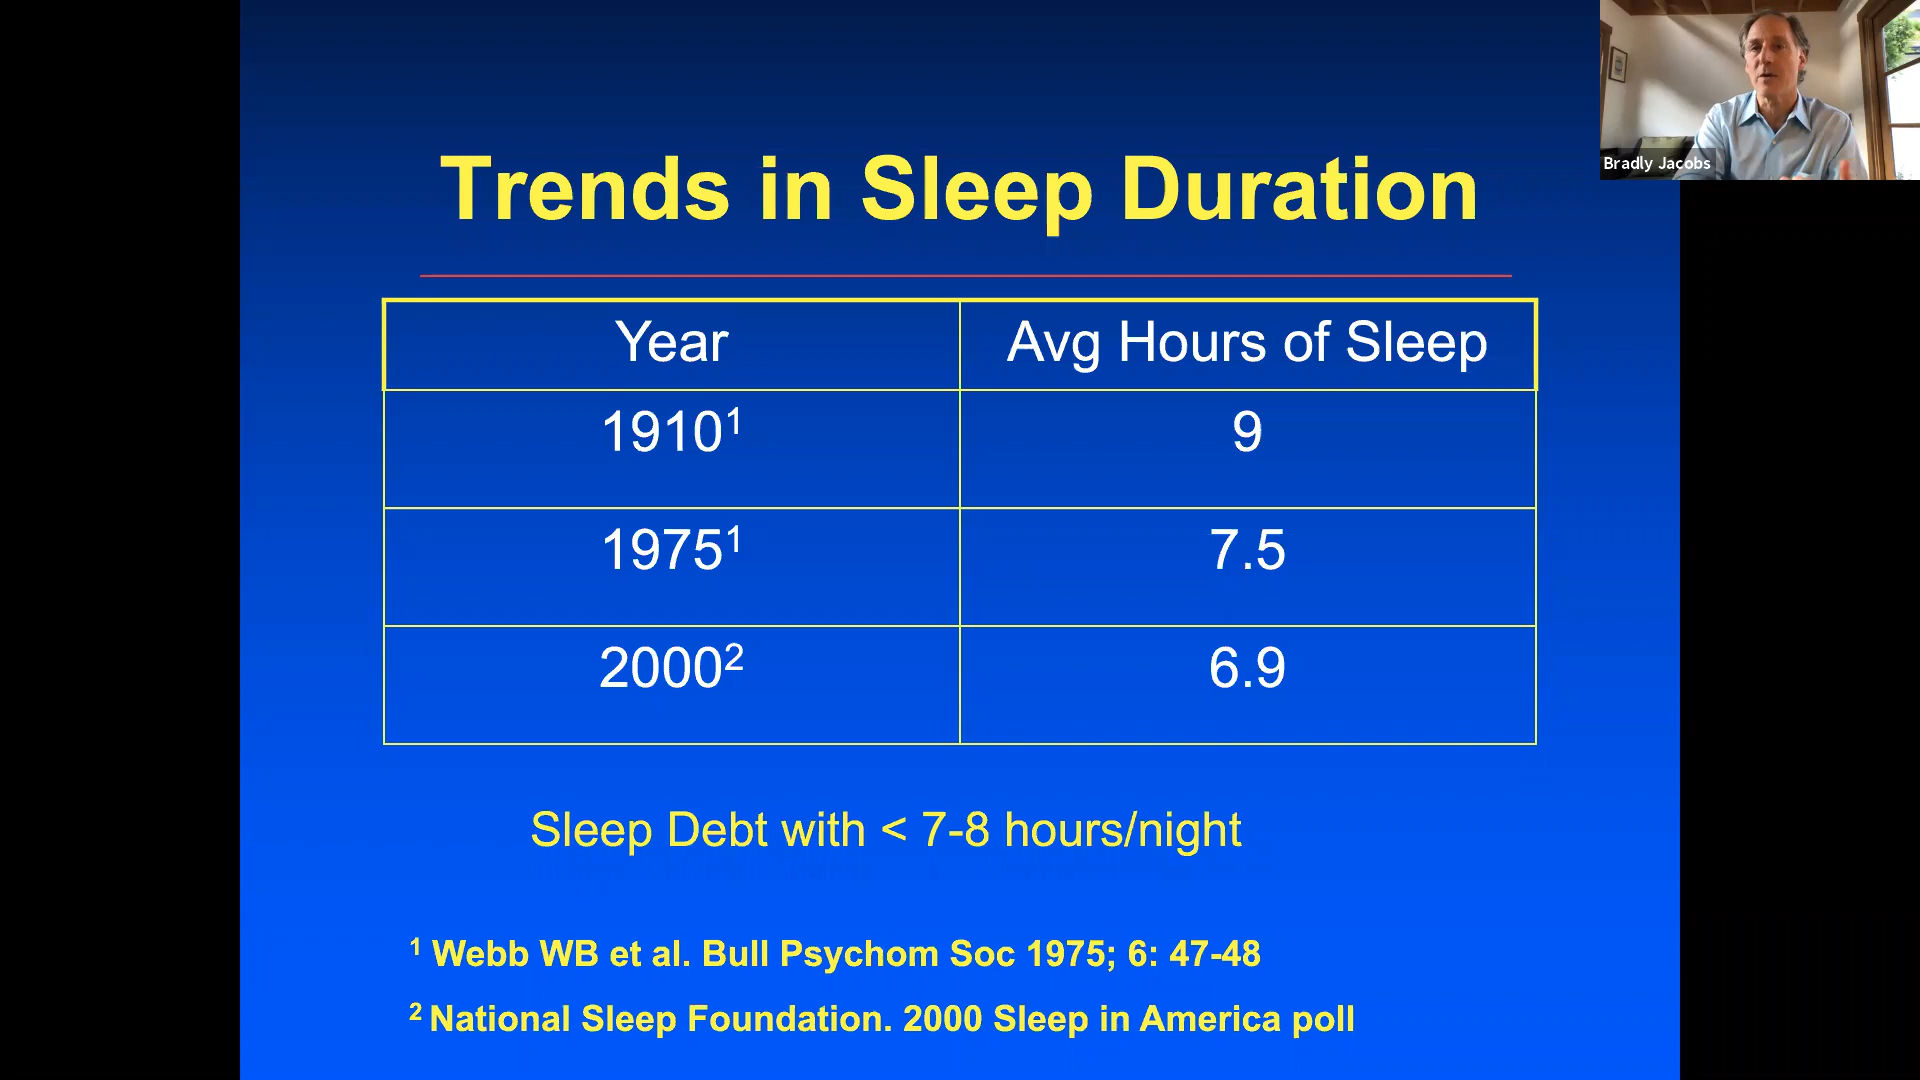 Trends in Sleep Duration
Year Avg Hours of Sleep
1910¹ 9
1975¹ 7.5
2000² 6.9
Sleep Debt with < 7-8 hours/night
¹ Webb WB et al. Bull Psychom Soc 1975; 6: 47-48
² National Sleep Foundation. 2000 Sleep in America poll
Bradly Jacobs